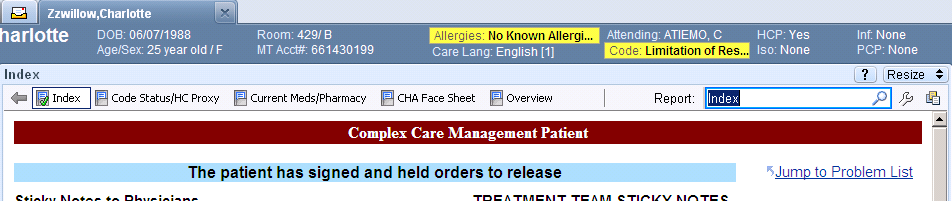 Zzwillow,Charlotte
harlotte
DOB: 06/07/1988
Room: 429/ B
Allergies: No Known Allergi...
Attending: ATIEMO, C
HCP: Yes
Inf: None
Age/Sex: 25 year old / F
MT Acct#: 661430199
Care Lang: English [1]
Code: Limitation of Res...
Iso: None
PCP: None
Index
?
Resize
Index
Code Status/HC Proxy
Current Meds/Pharmacy
CHA Face Sheet
Overview
Report:
Index
Complex Care Management Patient
The patient has signed and held orders to release
Jump to Problem List
Sticky Notes to Physicians
TREATMENT TEAM STICKY NOTES